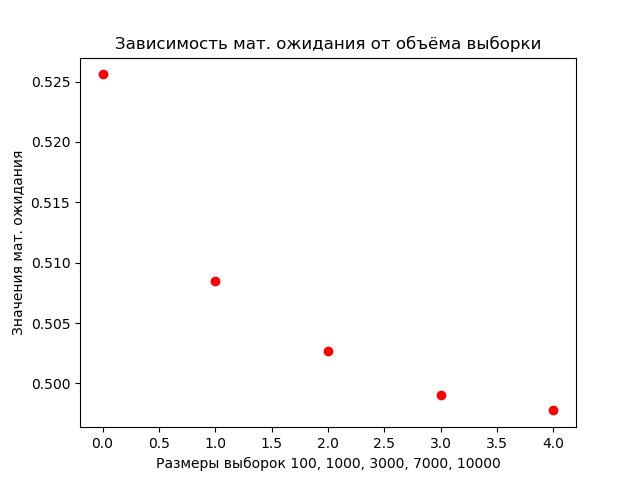 Зависимость мат. ожидания от объёма выборки
Значения мат. ожидания
0.525
0.520
0.515
0.510
0.505
0.500
0.0 0.5 1.0 1.5 2.0 2.5 3.0 3.5 4.0
Размеры выборок 100, 1000, 3000, 7000, 10000